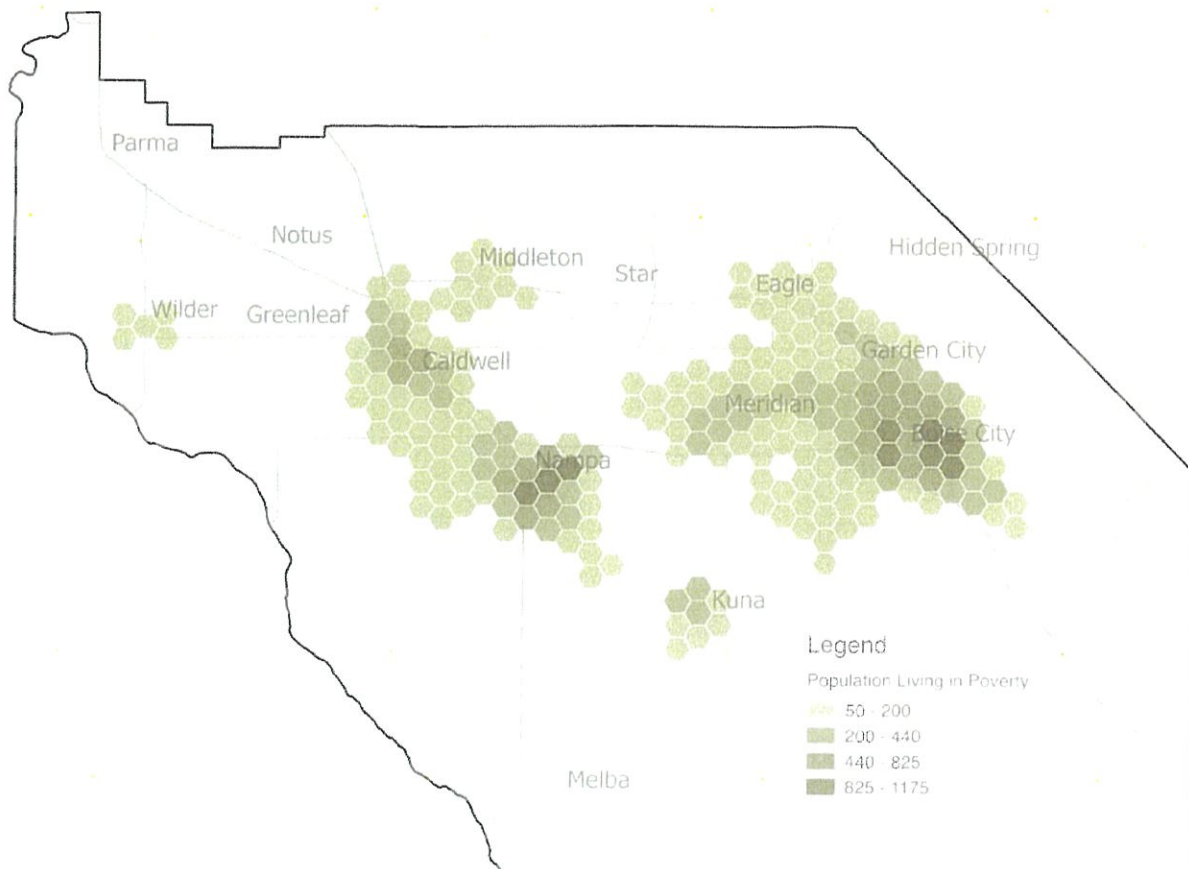 Parma
Notus
Middleton
Star
Hidden Spring
Eagle
Wilder
Greenleaf
Caldwell
Garden City
Meridian
Boise City
Nampa
Kuna
Melba
Legend
Population Living in Poverty
50 - 200
200 - 440
440 - 825
825 - 1175